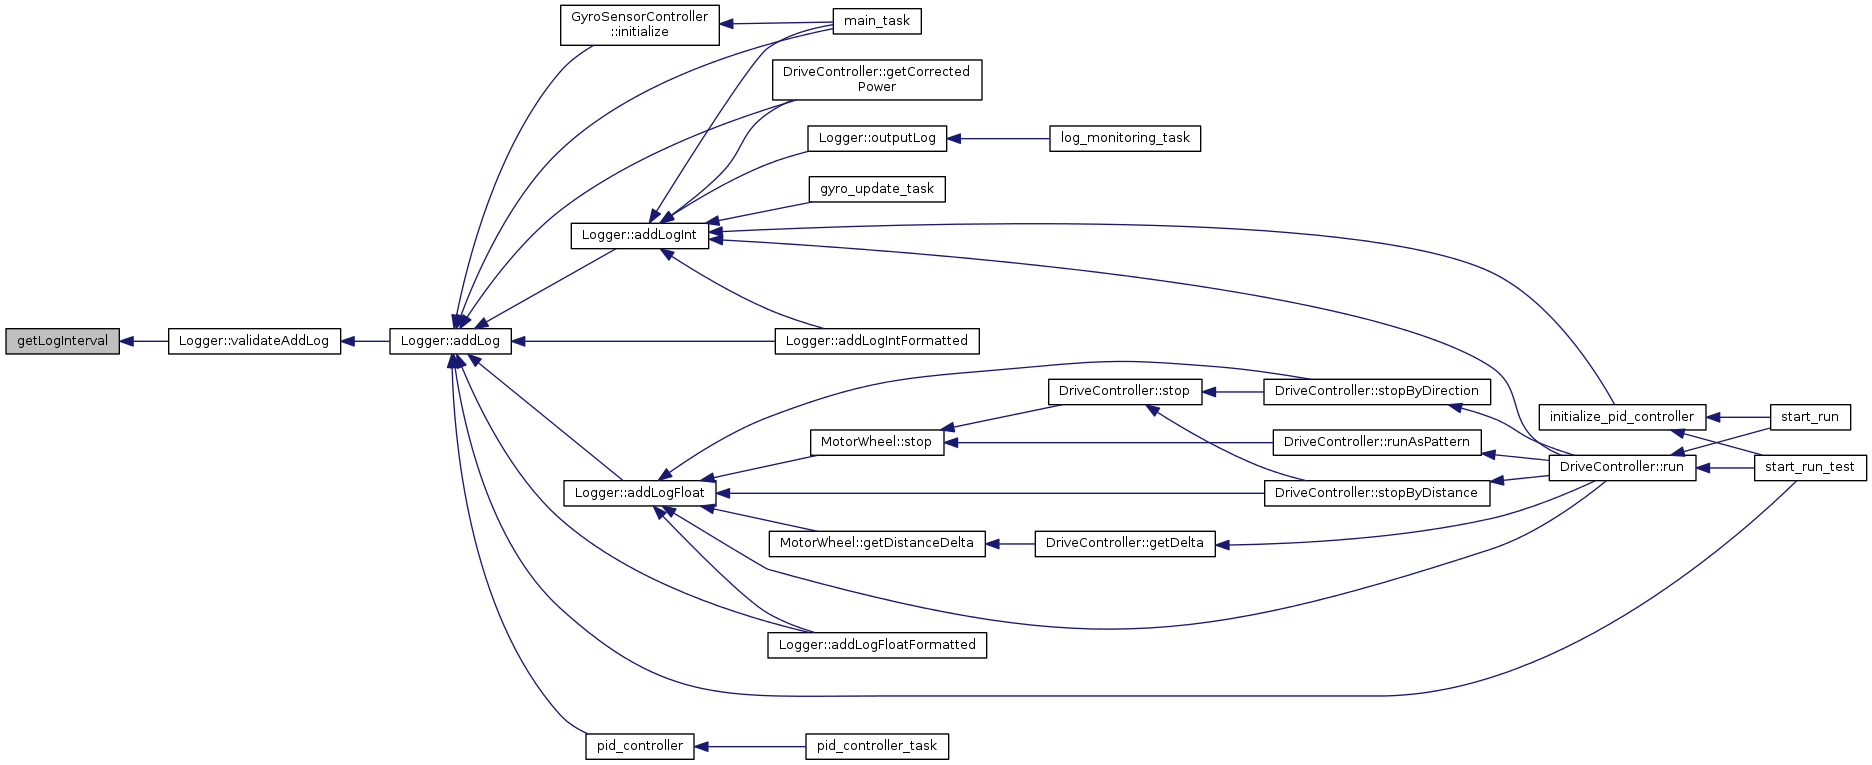 GyroSensorController
::initialize
main_task
DriveController::getCorrected
Power
Logger::outputLog
log_monitoring_task
gyro_update_task
Logger::addLogInt
getLogInterval
Logger::validateAddLog
Logger::addLog
Logger::addLogIntFormatted
DriveController::stop
DriveController::stopByDirection
initialize_pid_controller
start_run
MotorWheel::stop
DriveController::runAsPattern
DriveController::run
start_run_test
Logger::addLogFloat
DriveController::stopByDistance
MotorWheel::getDistanceDelta
DriveController::getDelta
Logger::addLogFloatFormatted
pid_controller
pid_controller_task